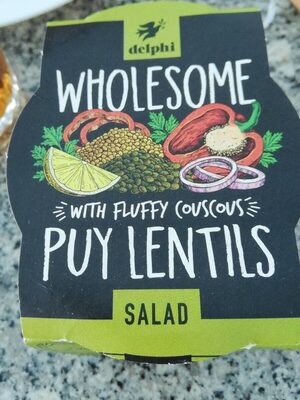 delphi
WHOLESOME
WITH FLUFFY COUSCOUS
PUY LENTILS
SALAD